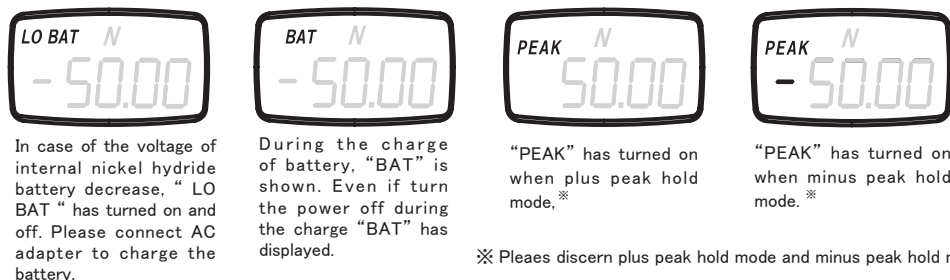 LO BAT N
-50.00
BAT N
-50.00
PEAK N
50.00
PEAK N
-50.00
In case of the voltage of
internal nickel hydride
battery decrease, “ LO
BAT “ has turned on and
off. Please connect AC
adapter to charge the
battery.
During the charge
of battery, “BAT” is
shown. Even if turn
the power off during
the charge “BAT” has
displayed.
“PEAK” has turned on
when plus peak hold
mode,※
“PEAK” has turned on
when minus peak hold
mode. ※
※ Pleaes discern plus peak hold mode and minus peak hold